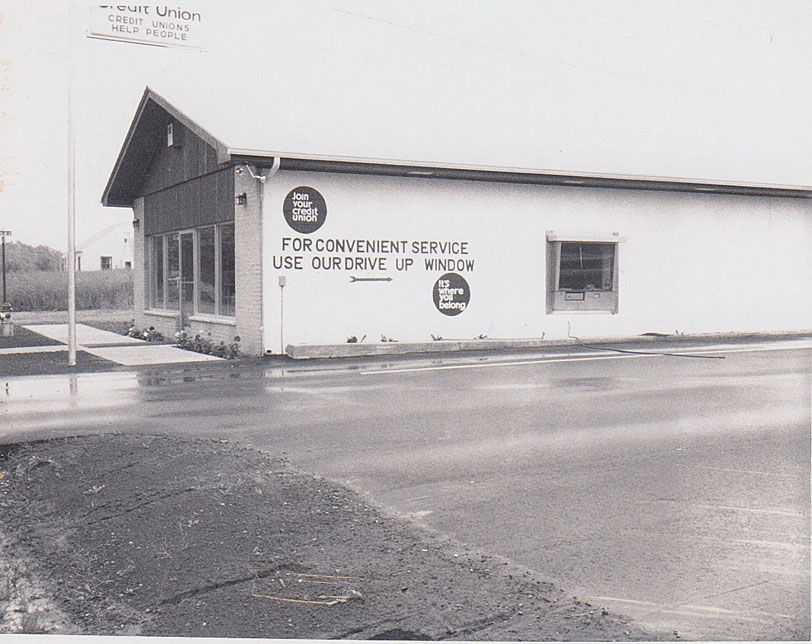 Credit Union
CREDIT UNIONS
HELP PEOPLE
Join
your
credit
union
FOR CONVENIENT SERVICE
USE OUR DRIVE UP WINDOW
It's
where
you
belong